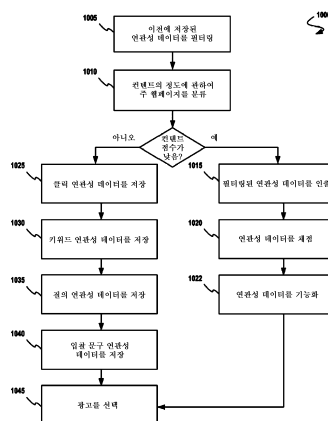 1000
1005
이전에 저장된
연관성 데이터를 필터링
1010
컨텐트의 정도에 관하여
주 웹페이지를 분류
아니오
컨텐트
점수가
낮은?
예
1025
클릭 연관성 데이터를 저장
1015
필터링된 연관성 데이터를 인출
1030
키워드 연관성 데이터를 저장
1020
연관성 데이터를 채점
1035
질의 연관성 데이터를 저장
1022
연관성 데이터를 기능화
1040
입찰 문구 연관성
데이터를 저장
1045
광고를 선택